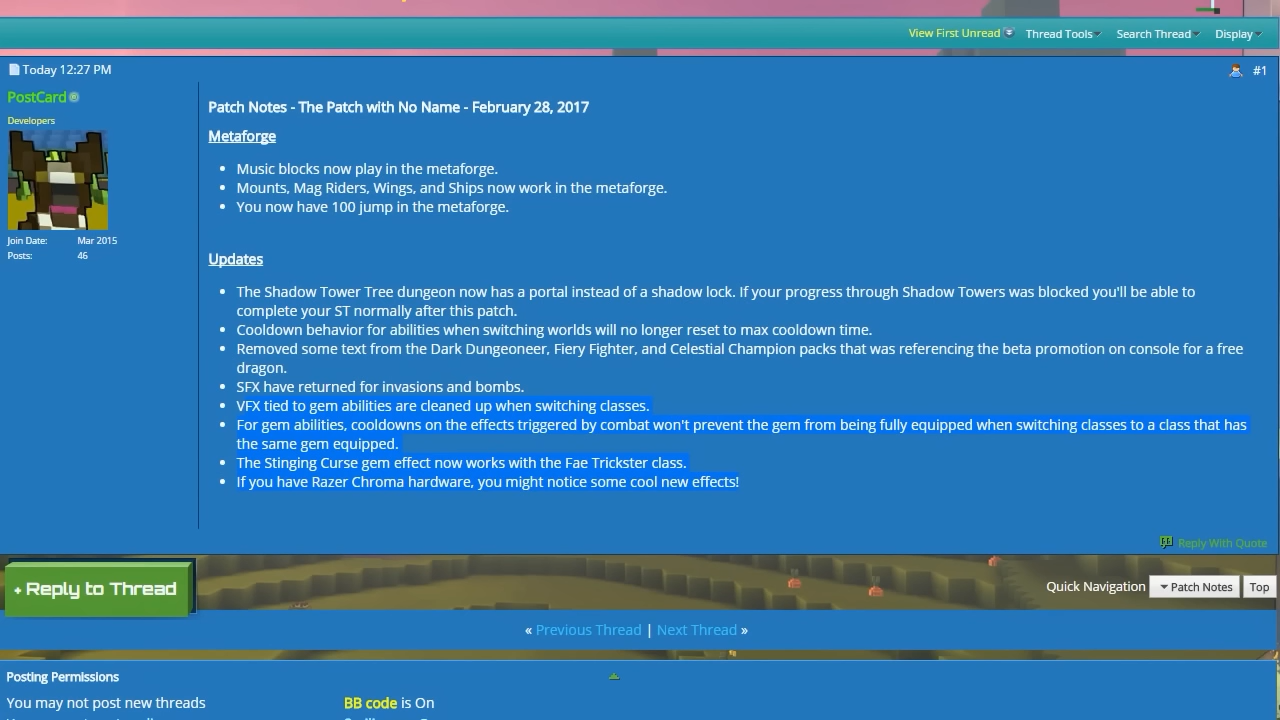 View First Unread Thread Tools Search Thread Display
Today 12:27 PM #1
PostCard
Developers
Join Date: Mar 2015
Posts: 46
Patch Notes - The Patch with No Name - February 28, 2017
Metaforge
Music blocks now play in the metaforge.
Mounts, Mag Riders, Wings, and Ships now work in the metaforge.
You now have 100 jump in the metaforge.
Updates
The Shadow Tower Tree dungeon now has a portal instead of a shadow lock. If your progress through Shadow Towers was blocked you'll be able to
complete your ST normally after this patch.
Cooldown behavior for abilities when switching worlds will no longer reset to max cooldown time.
Removed some text from the Dark Dungeoneer, Fiery Fighter, and Celestial Champion packs that was referencing the beta promotion on console for a free
dragon.
SFX have returned for invasions and bombs.
VFX tied to gem abilities are cleaned up when switching classes.
For gem abilities, cooldowns on the effects triggered by combat won't prevent the gem from being fully equipped when switching classes to a class that has
the same gem equipped.
The Stinging Curse gem effect now works with the Fae Trickster class.
If you have Razer Chroma hardware, you might notice some cool new effects!
Reply With Quote
+ Reply to Thread
Quick Navigation Patch Notes Top
« Previous Thread | Next Thread »
Posting Permissions
You may not post new threads
BB code is On